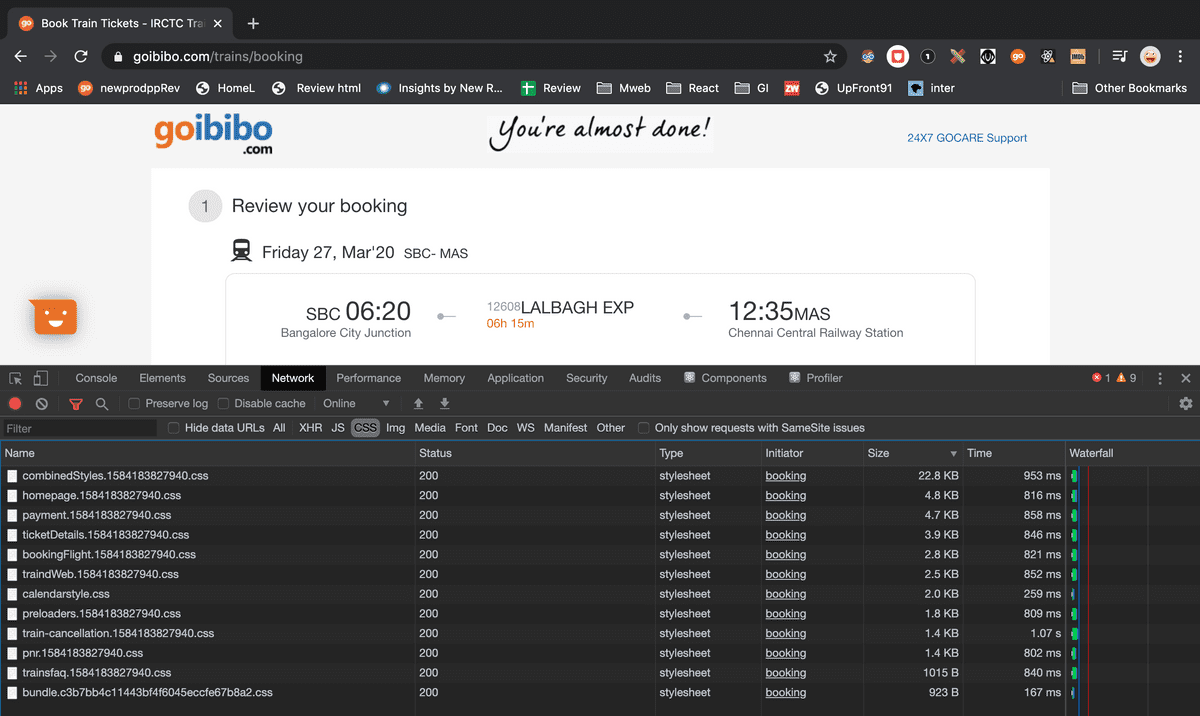 go Book Train Tickets - IRCTC Trai
goibibo.com/trains/booking
Apps go newprodppRev HomeL Review html Insights by New R... Review Mweb React GI ZW UpFront91 inter Other Bookmarks
goibibo.com
You're almost done!
24X7 GOCARE Support
1 Review your booking
Friday 27, Mar'20 SBC- MAS
SBC 06:20 12608LALBAGH EXP 12:35MAS
Bangalore City Junction 06h 15m Chennai Central Railway Station
Console Elements Sources Network Performance Memory Application Security Audits Components Profiler 1 9
Preserve log Disable cache Online
Filter Hide data URLs All XHR JS CSS Img Media Font Doc WS Manifest Other Only show requests with SameSite issues
Name Status Type Initiator Size Time Waterfall
combinedStyles.1584183827940.css 200 stylesheet booking 22.8 KB 953 ms
homepage.1584183827940.css 200 stylesheet booking 4.8 KB 816 ms
payment.1584183827940.css 200 stylesheet booking 4.7 KB 858 ms
ticketDetails.1584183827940.css 200 stylesheet booking 3.9 KB 846 ms
bookingFlight.1584183827940.css 200 stylesheet booking 2.8 KB 821 ms
traindWeb.1584183827940.css 200 stylesheet booking 2.5 KB 852 ms
calendarstyle.css 200 stylesheet booking 2.0 KB 259 ms
preloaders.1584183827940.css 200 stylesheet booking 1.8 KB 809 ms
train-cancellation.1584183827940.css 200 stylesheet booking 1.4 KB 1.07 s
pnr.1584183827940.css 200 stylesheet booking 1.4 KB 802 ms
trainsfaq.1584183827940.css 200 stylesheet booking 1015 B 840 ms
bundle.c3b7bb4c11443bf4f6045eccfe67b8a2.css 200 stylesheet booking 923 B 167 ms